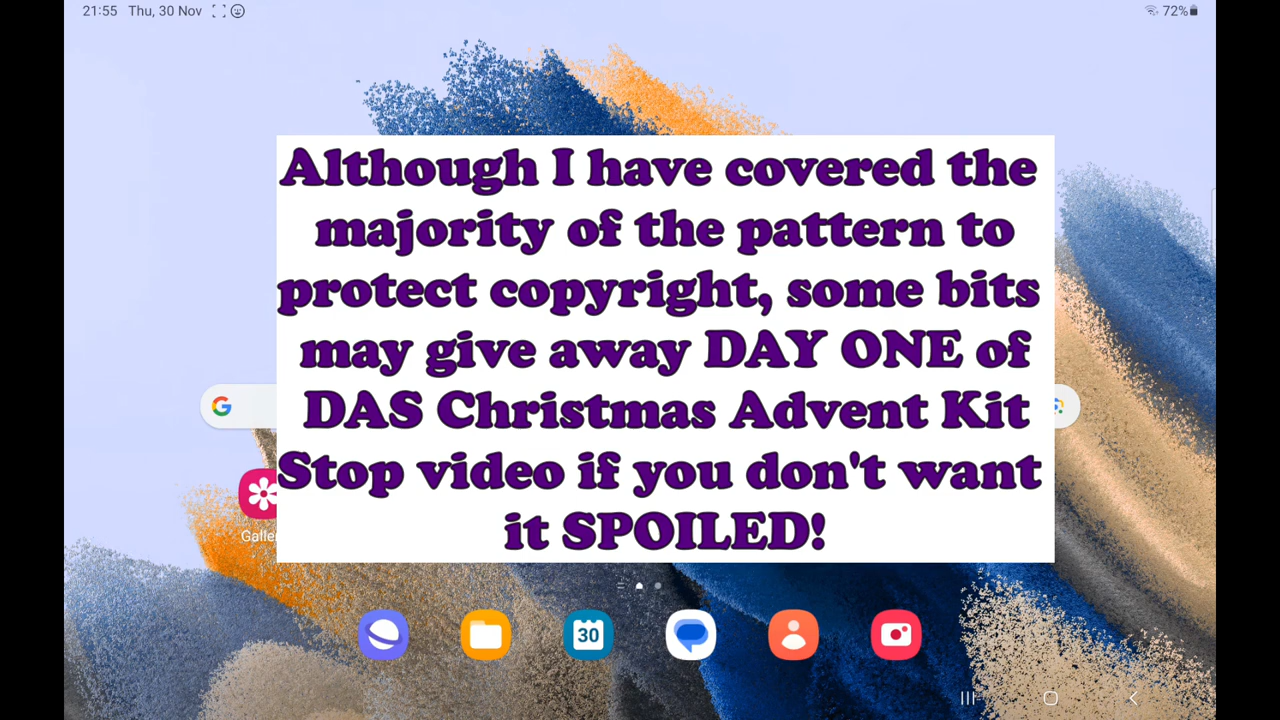 21:55 Thu, 30 Nov
72%
Although I have covered the
majority of the pattern to
protect copyright, some bits
may give away DAY ONE of
DAS Christmas Advent Kit
Stop video if you don't want
it SPOILED!
G
30